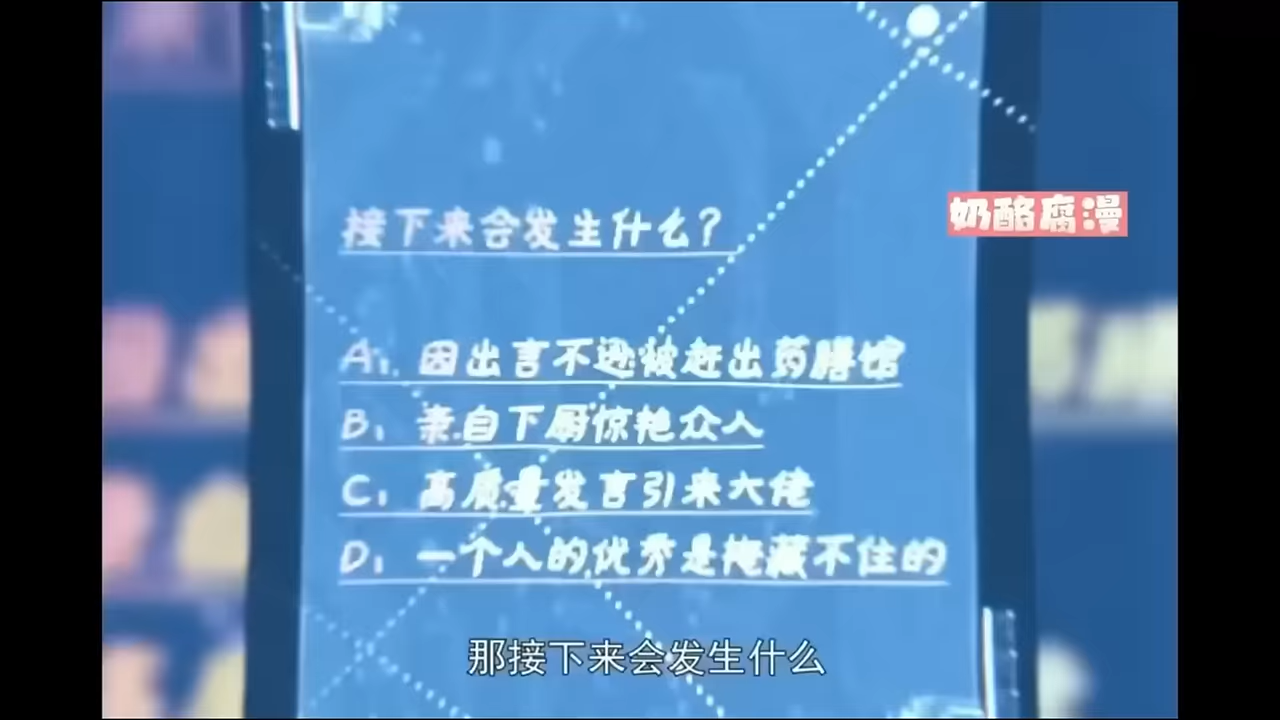 接下来会发生什么?
奶酪腐漫
A: 因出言不逊被赶出药膳馆
B: 亲自下厨惊艳众人
C: 高质量发言引来大佬
D: 一个人的优秀是掩藏不住的
那接下来会发生什么